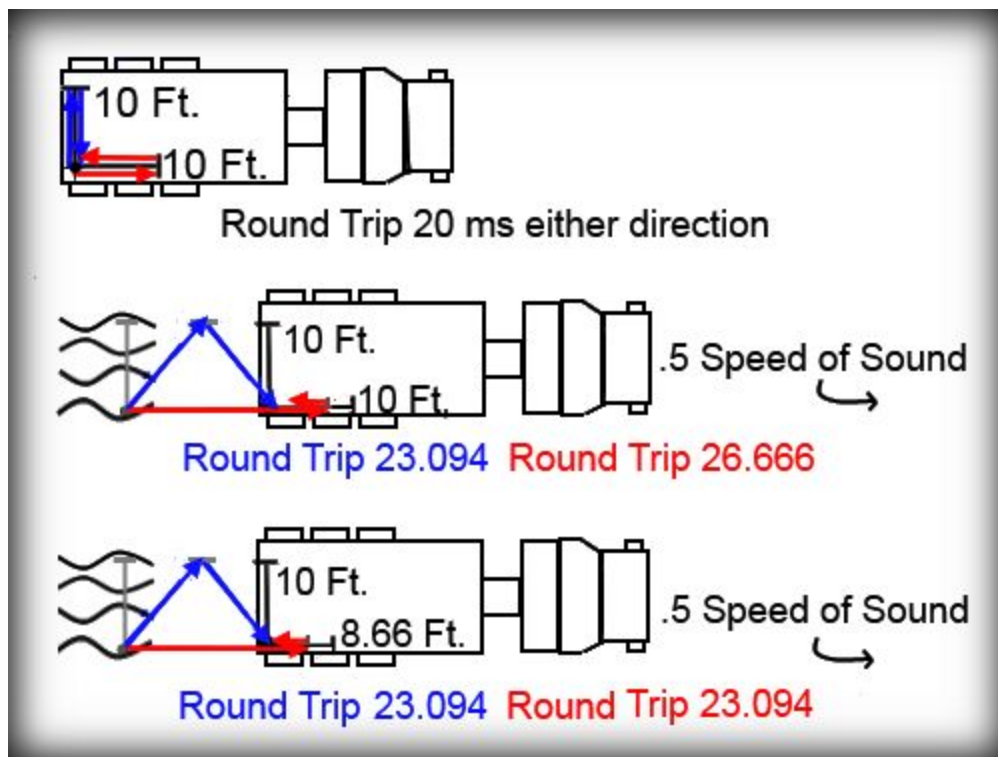 10 Ft.
10 Ft.
Round Trip 20 ms either direction
10 Ft.
.5 Speed of Sound
10 Ft,
Round Trip 23.094 Round Trip 26.666
10 Ft.
.5 Speed of Sound
8.66 Ft.
Round Trip 23.094 Round Trip 23.094